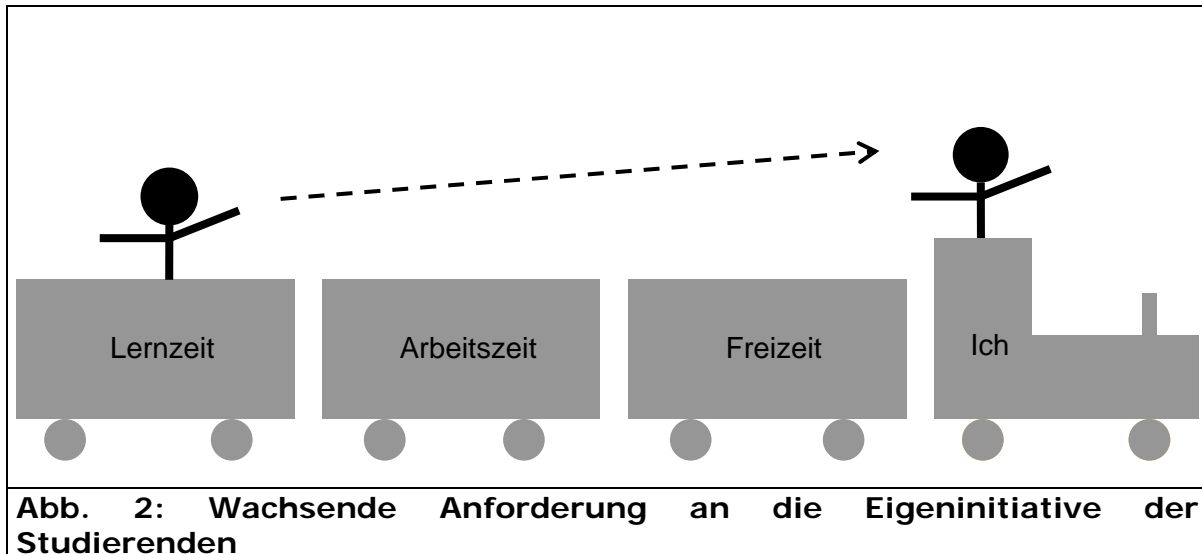 Lernzeit
Arbeitszeit
Freizeit
Ich
Abb. 2: Wachsende Anforderung an die Eigeninitiative der
Studierenden